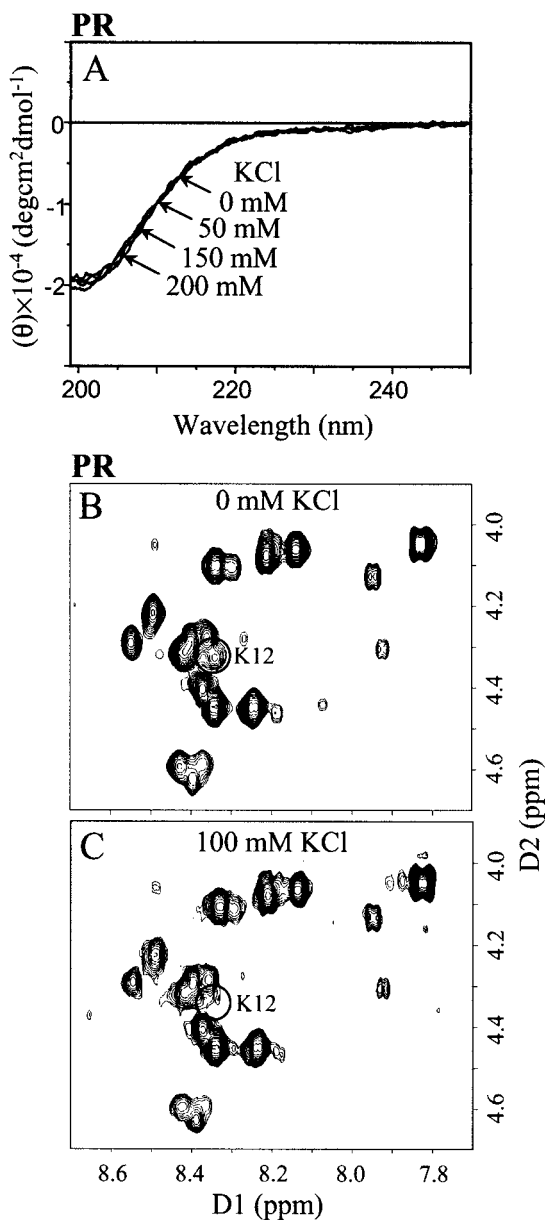 PR
A
(θ)×10⁻⁴ (degcm²dmol⁻¹)
0
-1
-2
KCl
0 mM
50 mM
150 mM
200 mM
200 220 240
Wavelength (nm)
PR
B
0 mM KCl
K12
4.0
4.2
4.4
4.6
C
100 mM KCl
K12
4.0
4.2
4.4
4.6
D2 (ppm)
8.6 8.4 8.2 8.0 7.8
D1 (ppm)